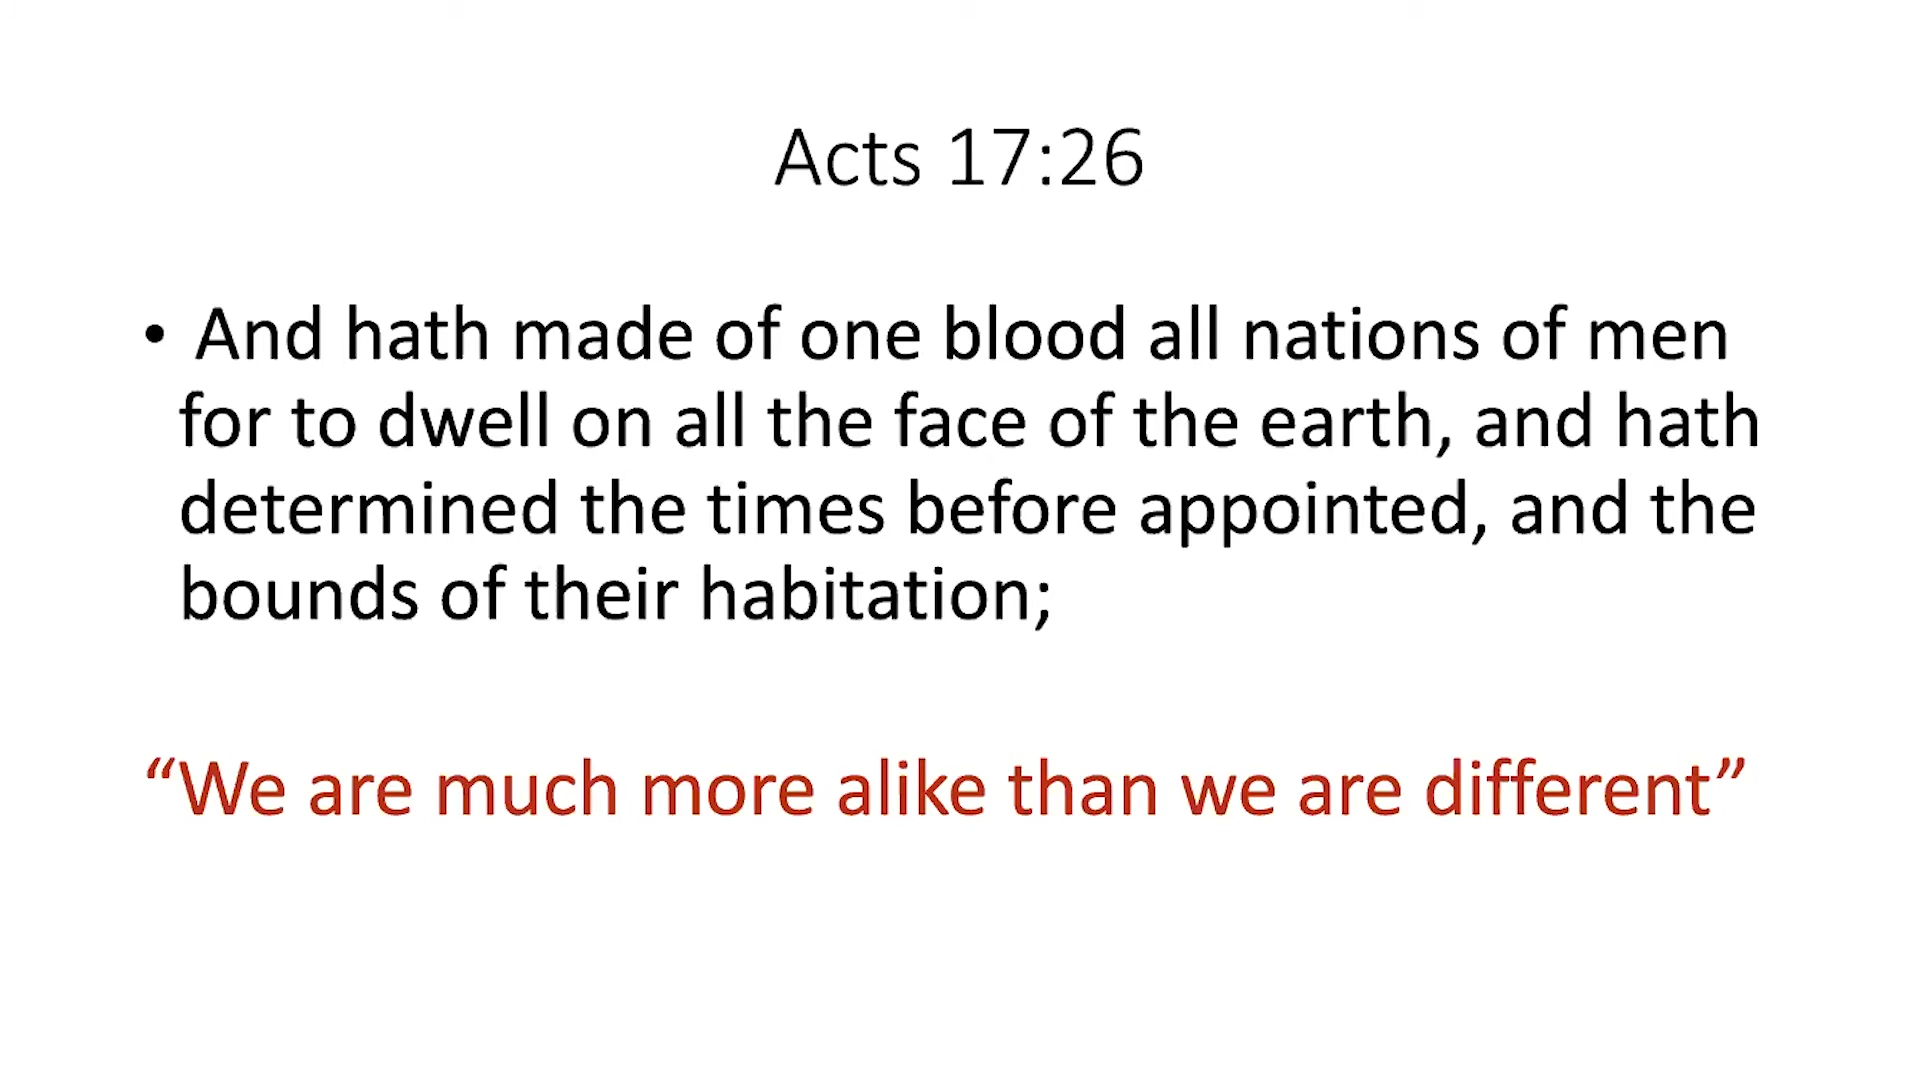 Acts 17:26
• And hath made of one blood all nations of men
for to dwell on all the face of the earth, and hath
determined the times before appointed, and the
bounds of their habitation;
“We are much more alike than we are different”